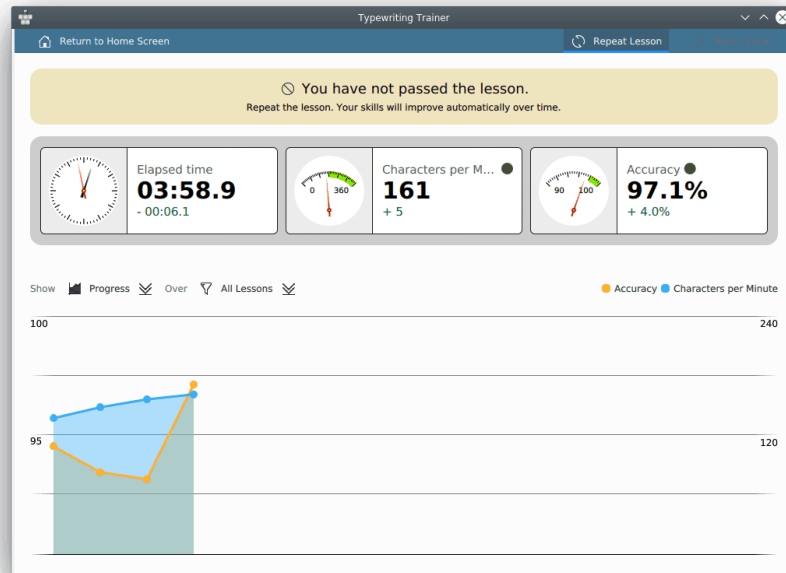 Typewriting Trainer
Return to Home Screen
Repeat Lesson
You have not passed the lesson.
Repeat the lesson. Your skills will improve automatically over time.
Elapsed time
03:58.9
- 00:06.1
0 360
Characters per M...
161
+ 5
90 100
Accuracy
97.1%
+ 4.0%
Show Progress Over All Lessons
Accuracy Characters per Minute
100 240
95 120